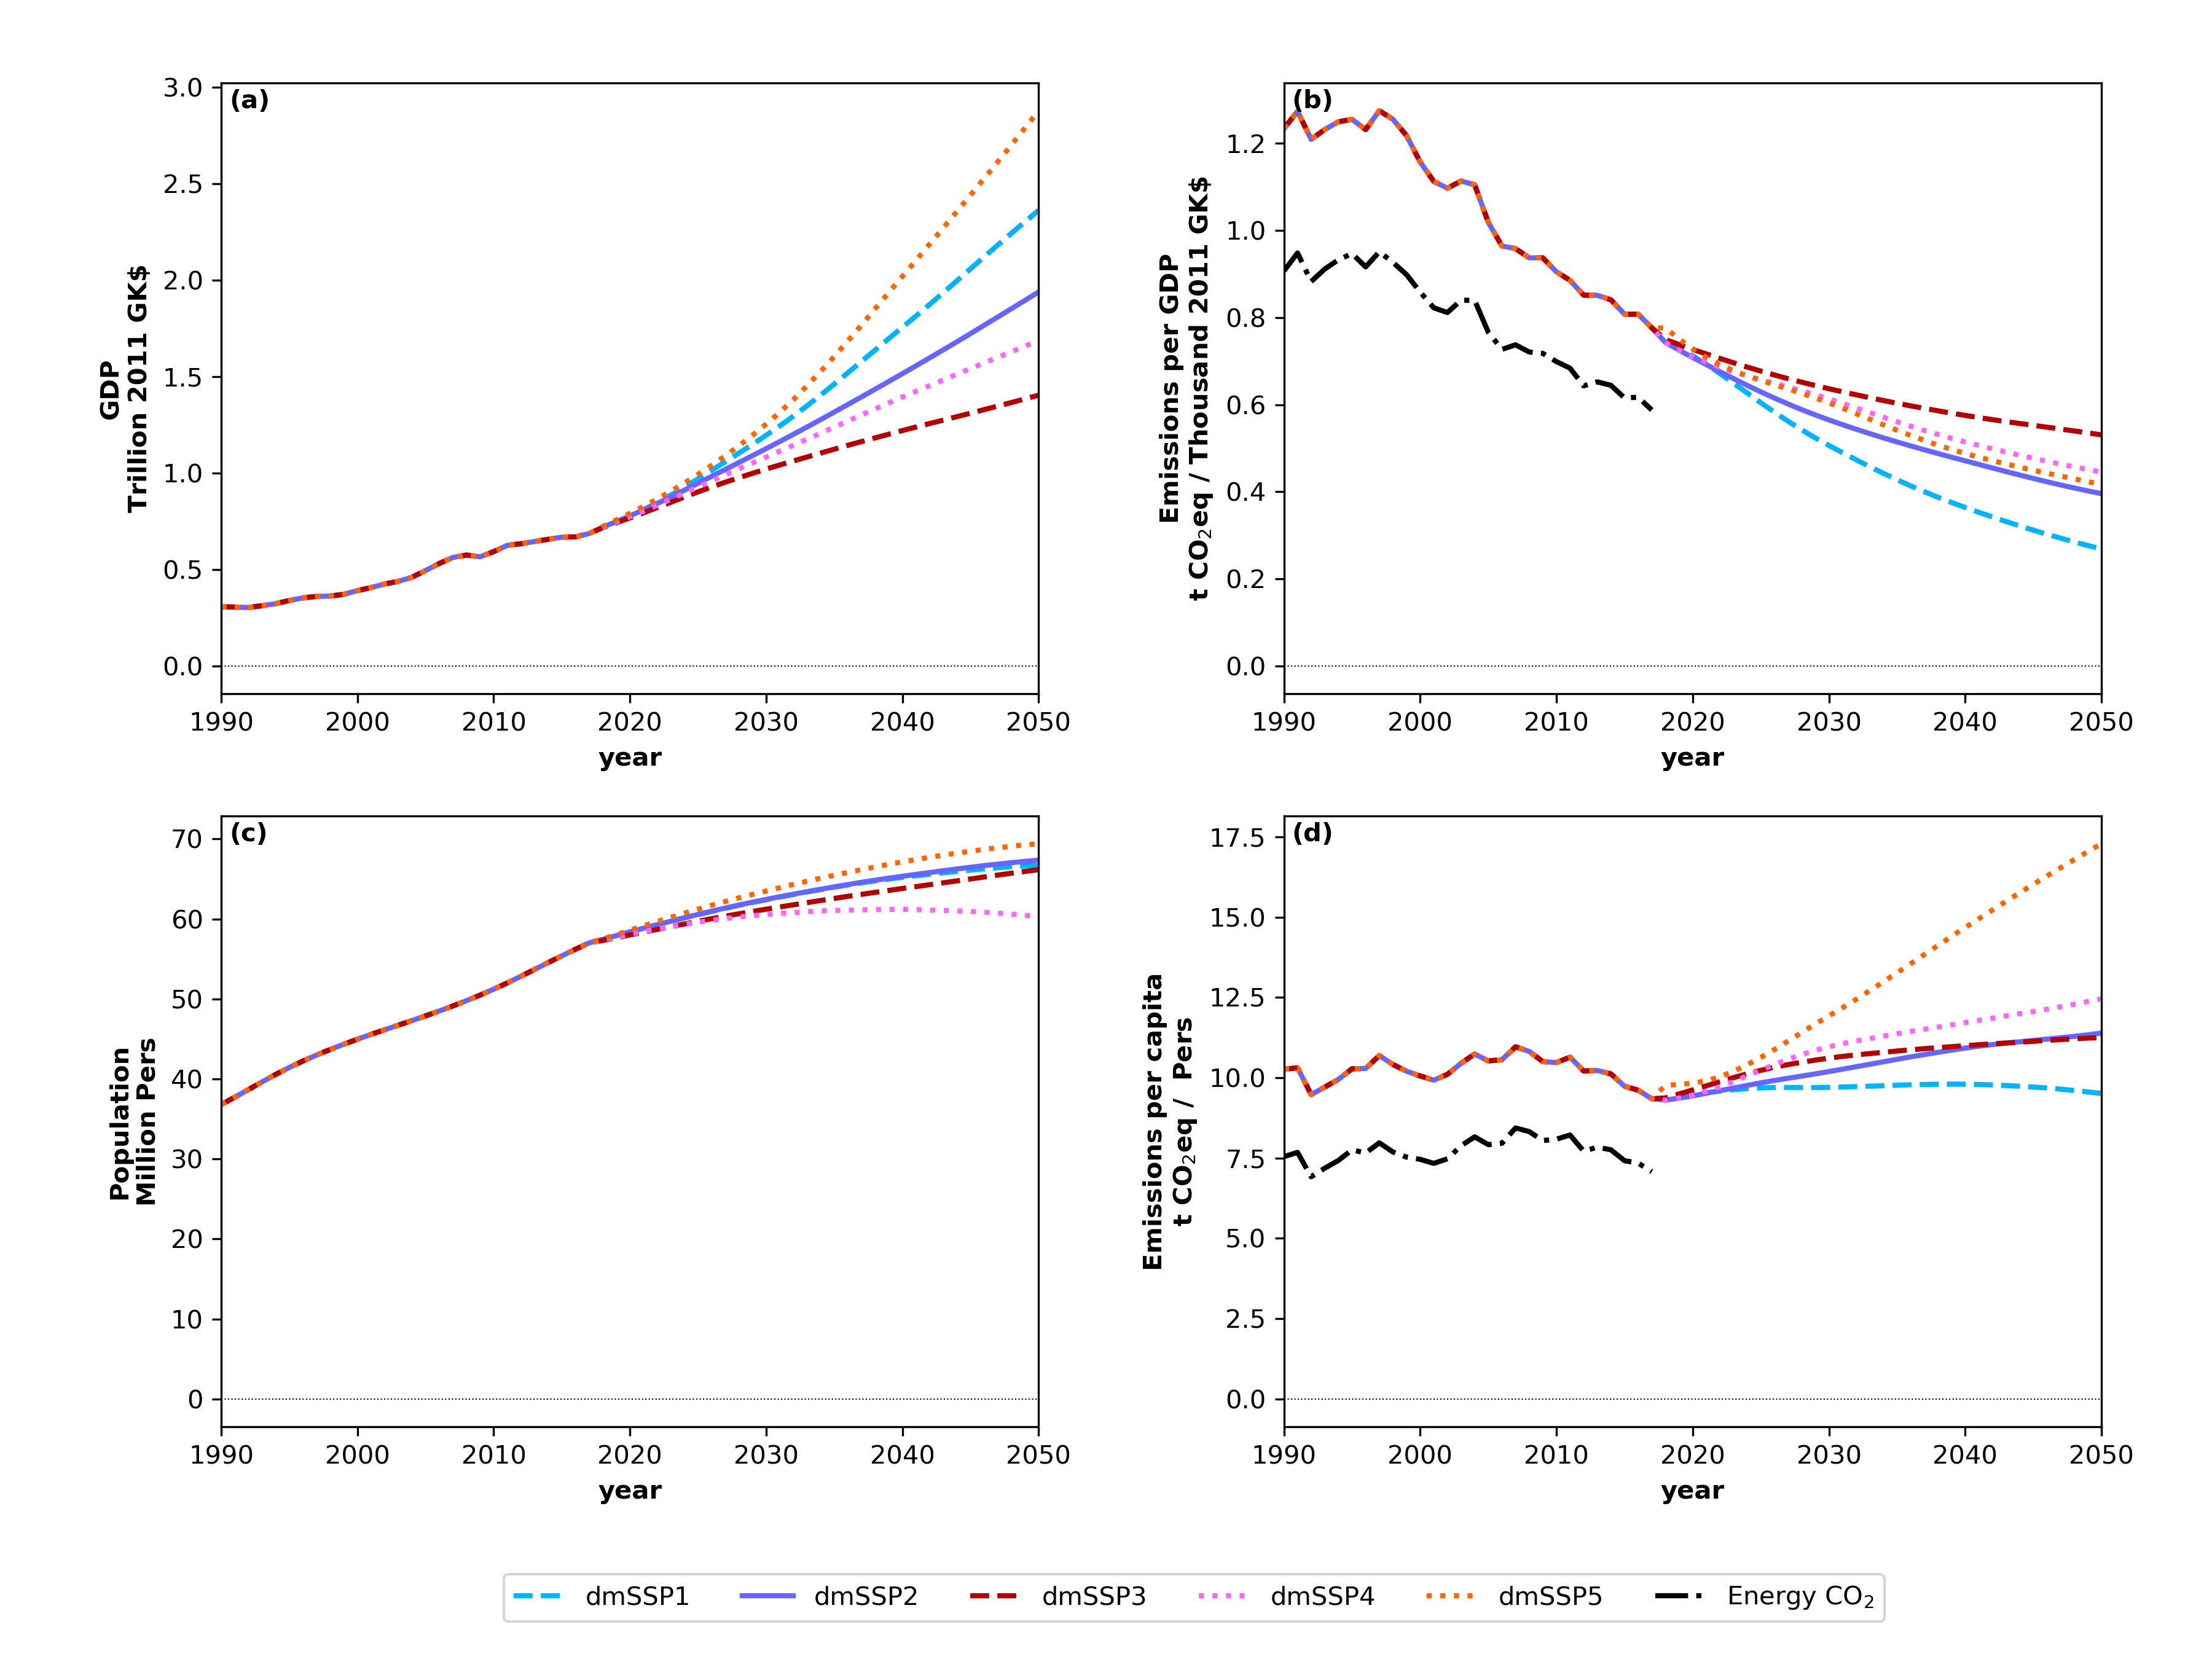 (a)
3.0
2.5
2.0
1.5
1.0
0.5
0.0
GDP
Trillion 2011 GK$
1990 2000 2010 2020 2030 2040 2050
year
(b)
1.2
1.0
0.8
0.6
0.4
0.2
0.0
Emissions per GDP
t CO₂eq / Thousand 2011 GK$
1990 2000 2010 2020 2030 2040 2050
year
(c)
70
60
50
40
30
20
10
0
Population
Million Pers
1990 2000 2010 2020 2030 2040 2050
year
(d)
17.5
15.0
12.5
10.0
7.5
5.0
2.5
0.0
Emissions per capita
t CO₂eq / Pers
1990 2000 2010 2020 2030 2040 2050
year
dmSSP1 dmSSP2 dmSSP3 dmSSP4 dmSSP5 Energy CO₂